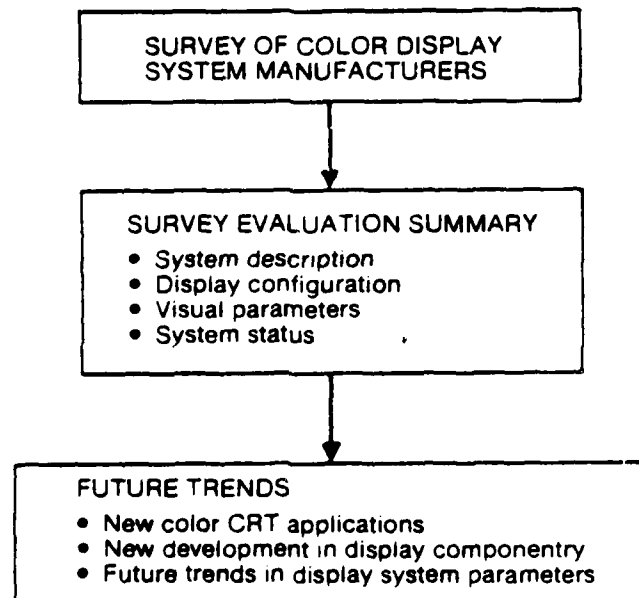 SURVEY OF COLOR DISPLAY
SYSTEM MANUFACTURERS
SURVEY EVALUATION SUMMARY
• System description
• Display configuration
• Visual parameters
• System status
FUTURE TRENDS
• New color CRT applications
• New development in display componentry
• Future trends in display system parameters